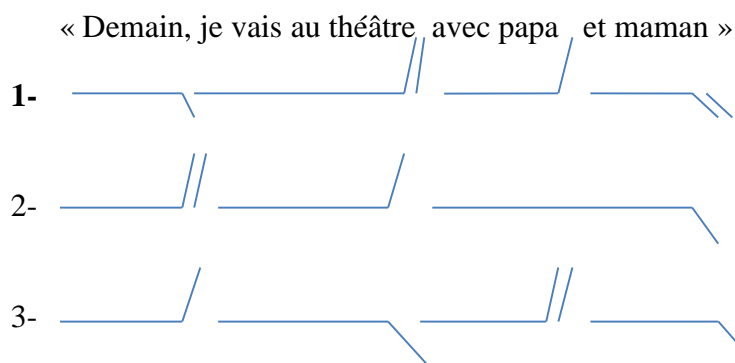 « Demain, je vais au théâtre avec papa et maman »
1-
2-
3-